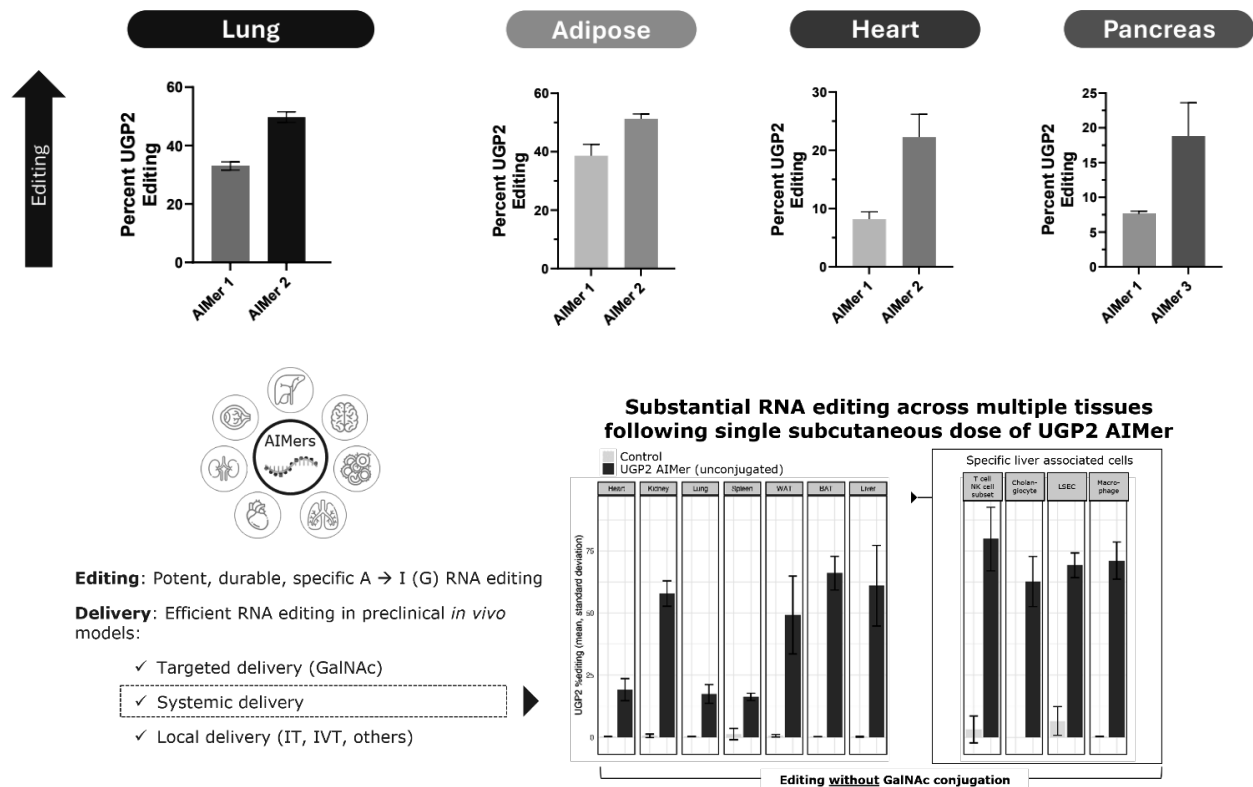 Lung
Adipose
Heart
Pancreas
Editing
Percent UGP2
Editing
60
40
20
0
AIMer 1
AIMer 2
Percent UGP2
Editing
60
40
20
0
AIMer 1
AIMer 2
Percent UGP2
Editing
30
20
10
0
AIMer 1
AIMer 2
Percent UGP2
Editing
25
20
15
10
5
0
AIMer 1
AIMer 3
AIMers
Editing: Potent, durable, specific A → I (G) RNA editing
Delivery: Efficient RNA editing in preclinical in vivo
models:
✓ Targeted delivery (GalNAc)
✓ Systemic delivery
✓ Local delivery (IT, IVT, others)
Substantial RNA editing across multiple tissues
following single subcutaneous dose of UGP2 AIMer
Control
UGP2 AIMer (unconjugated)
Heart
Kidney
Lung
Spleen
WAT
BAT
Liver
UGP2 %editing (mean, standard deviation)
75
50
25
0
Specific liver associated cells
T cell
NK cell
subset
Cholan-
giocyte
LSEC
Macro-
phage
Editing without GalNAc conjugation